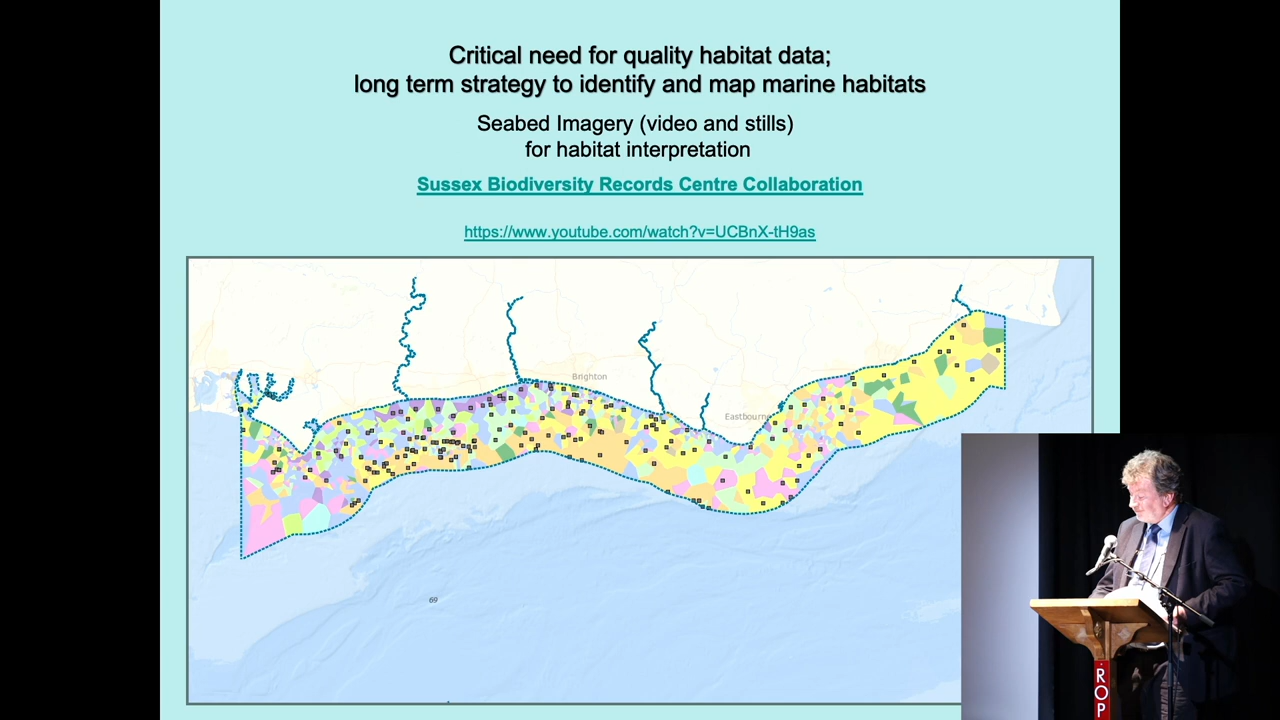 Critical need for quality habitat data;
long term strategy to identify and map marine habitats
Seabed Imagery (video and stills)
for habitat interpretation
Sussex Biodiversity Records Centre Collaboration
https://www.youtube.com/watch?v=UCBnX-tH9as
Brighton
Eastbourne
69
ROP